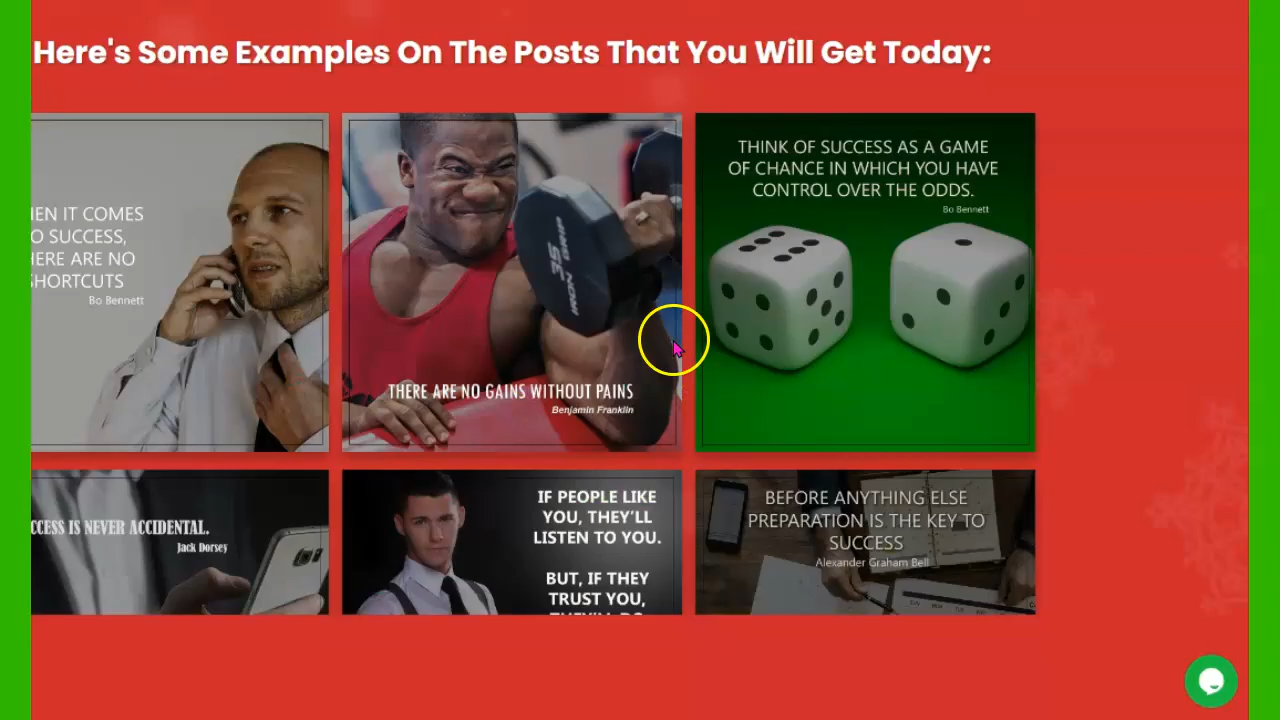 Here's Some Examples On The Posts That You Will Get Today:
IT COMES
SUCCESS,
ARE NO
SHORTCUTS
Bo Bennett
35
IRON GRIP
THERE ARE NO GAINS WITHOUT PAINS
Benjamin Franklin
THINK OF SUCCESS AS A GAME
OF CHANCE IN WHICH YOU HAVE
CONTROL OVER THE ODDS.
Bo Bennett
IS NEVER ACCIDENTAL.
Jack Dorsey
IF PEOPLE LIKE
YOU, THEY'LL
LISTEN TO YOU.
BUT, IF THEY
TRUST YOU,
BEFORE ANYTHING ELSE
PREPARATION IS THE KEY TO
SUCCESS
Alexander Graham Bell